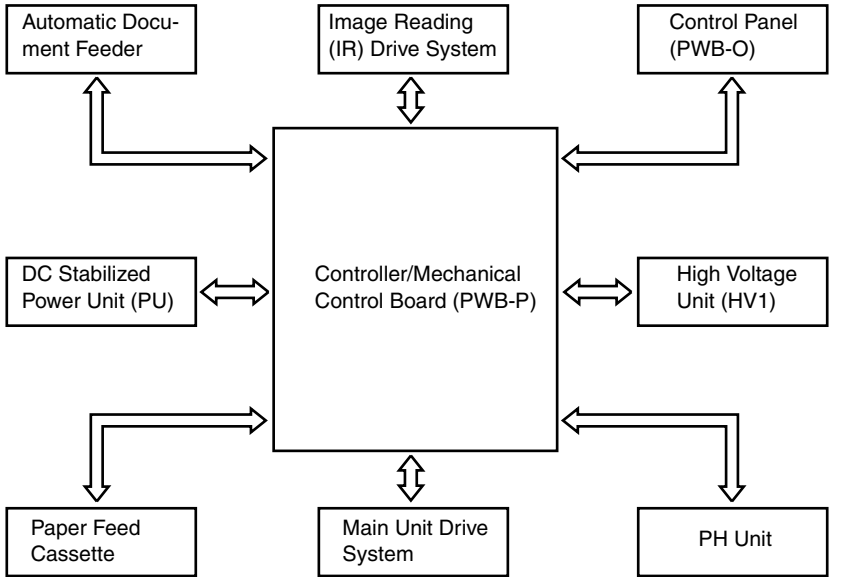 Automatic Docu-
ment Feeder
Image Reading
(IR) Drive System
Control Panel
(PWB-O)
DC Stabilized
Power Unit (PU)
Controller/Mechanical
Control Board (PWB-P)
High Voltage
Unit (HV1)
Paper Feed
Cassette
Main Unit Drive
System
PH Unit